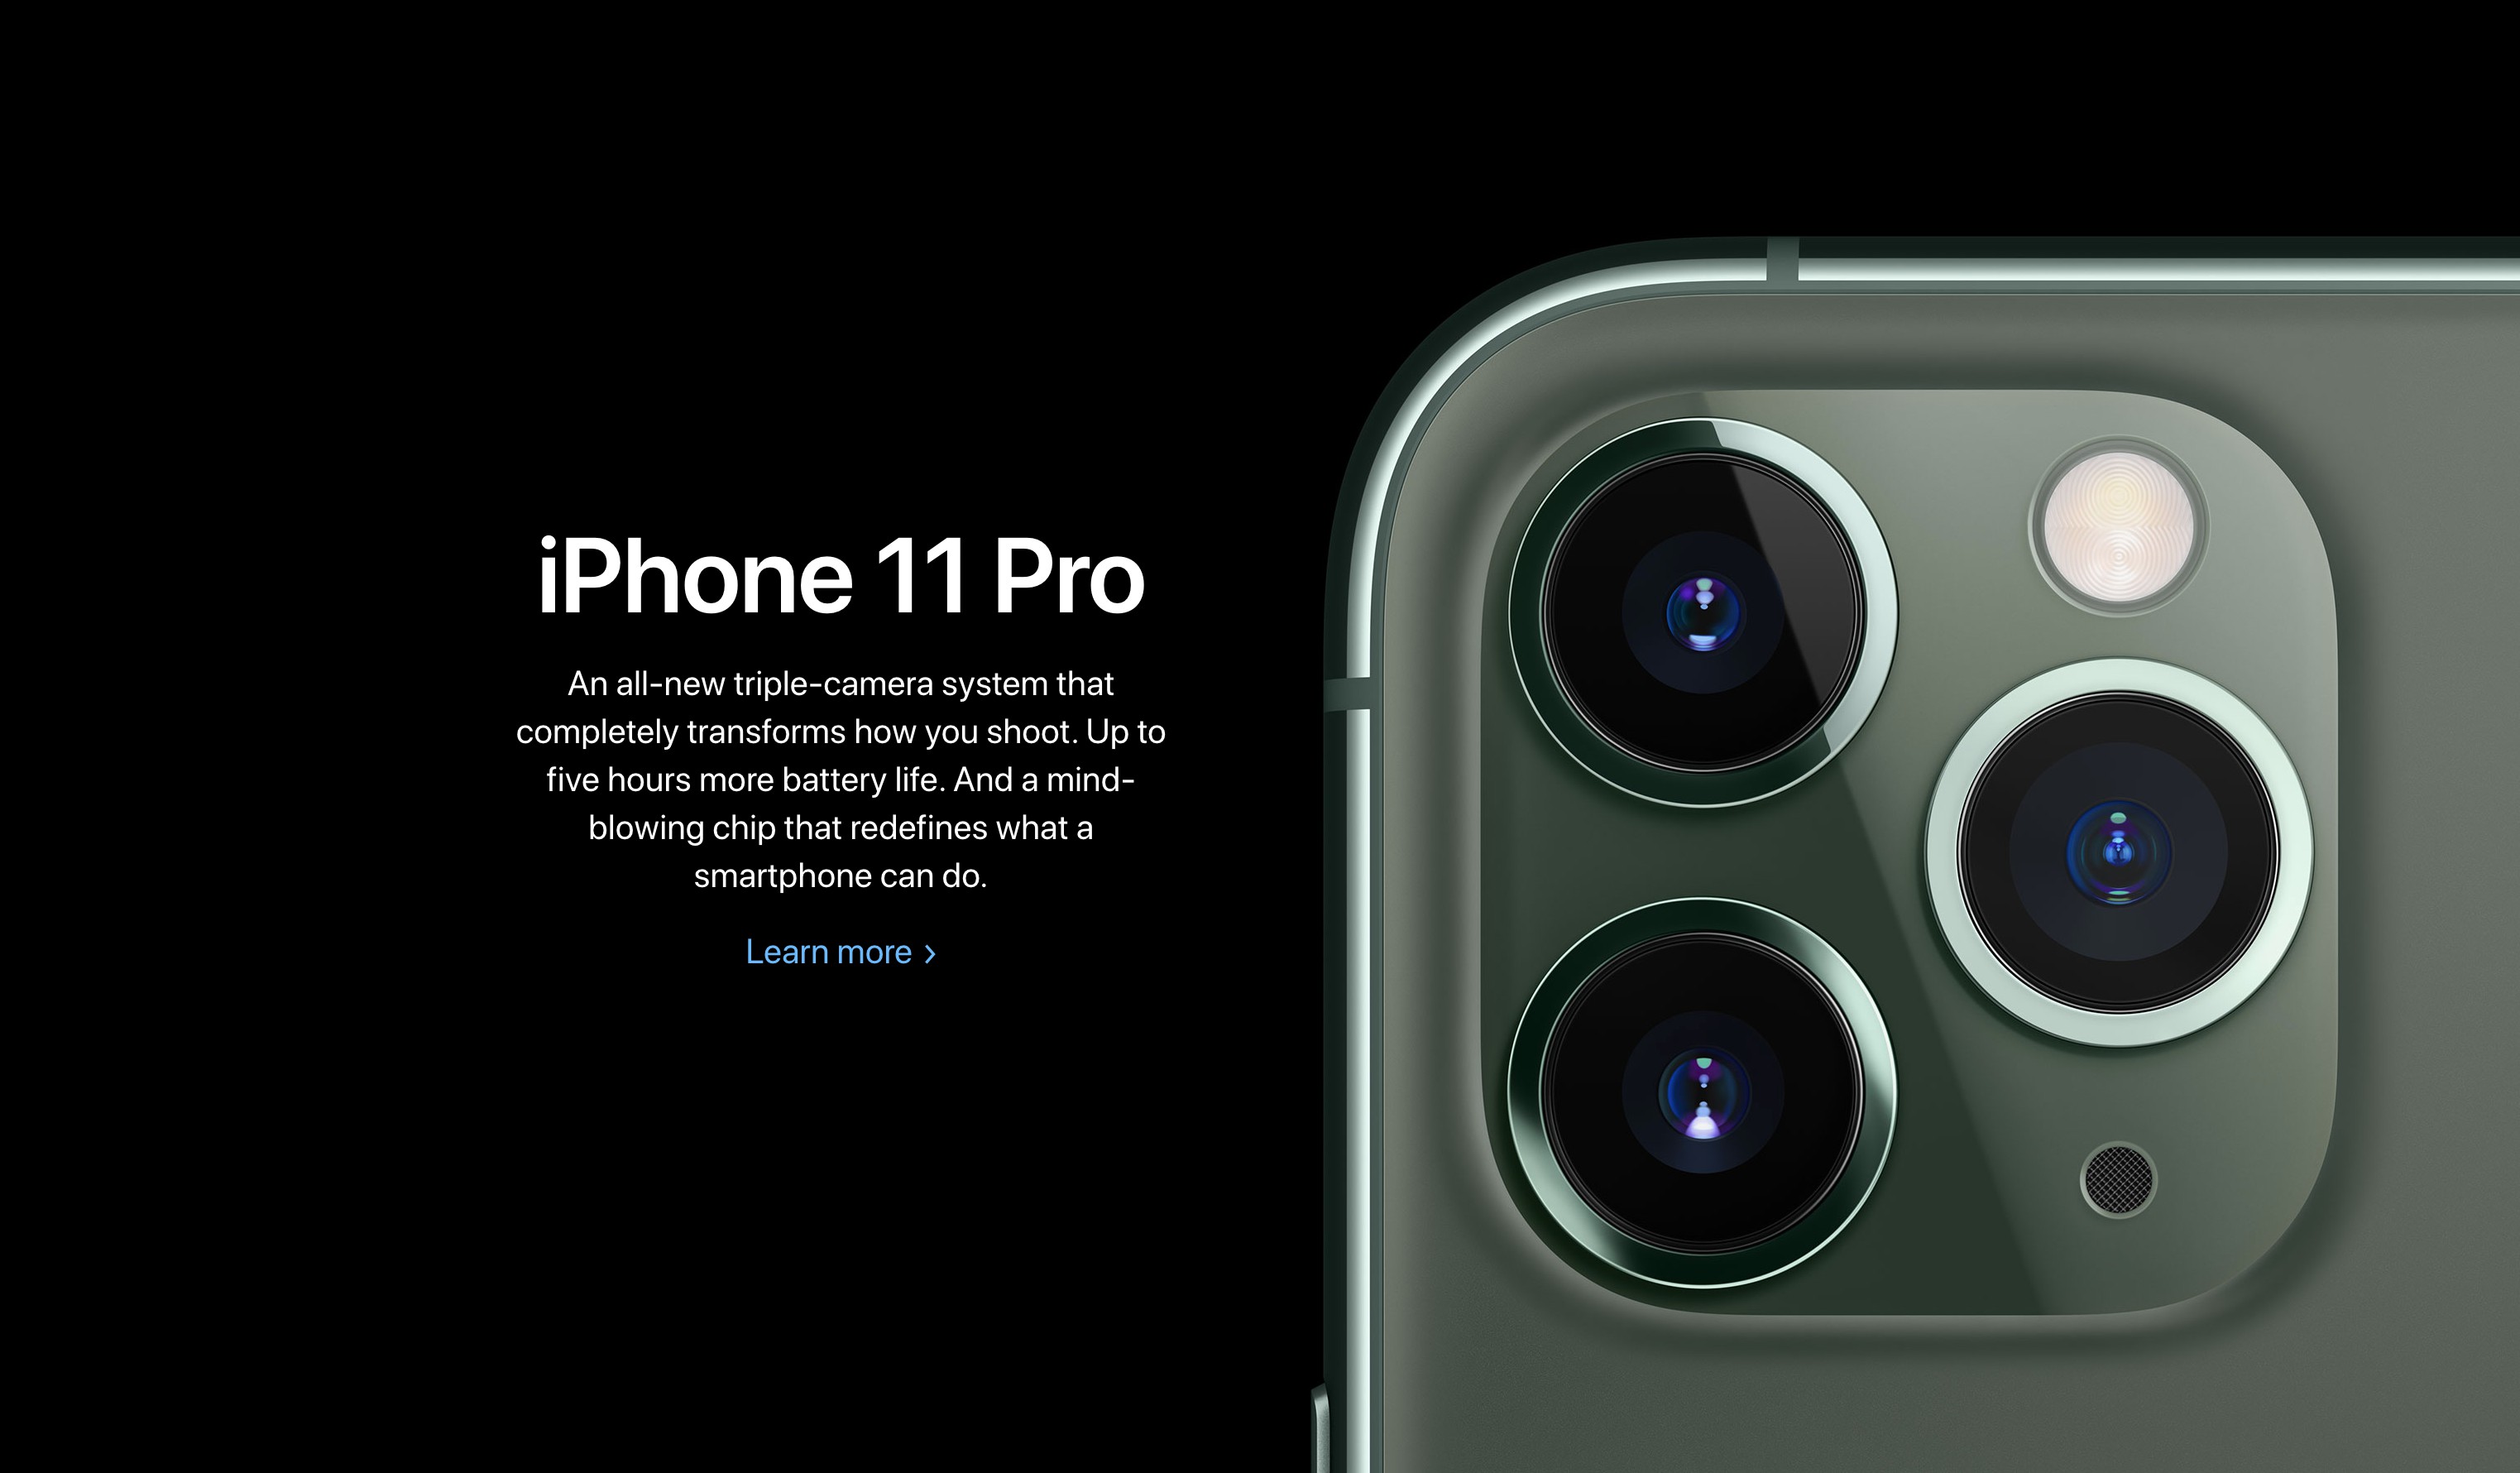 iPhone 11 Pro
An all-new triple-camera system that
completely transforms how you shoot. Up to
five hours more battery life. And a mind-
blowing chip that redefines what a
smartphone can do.
Learn more >